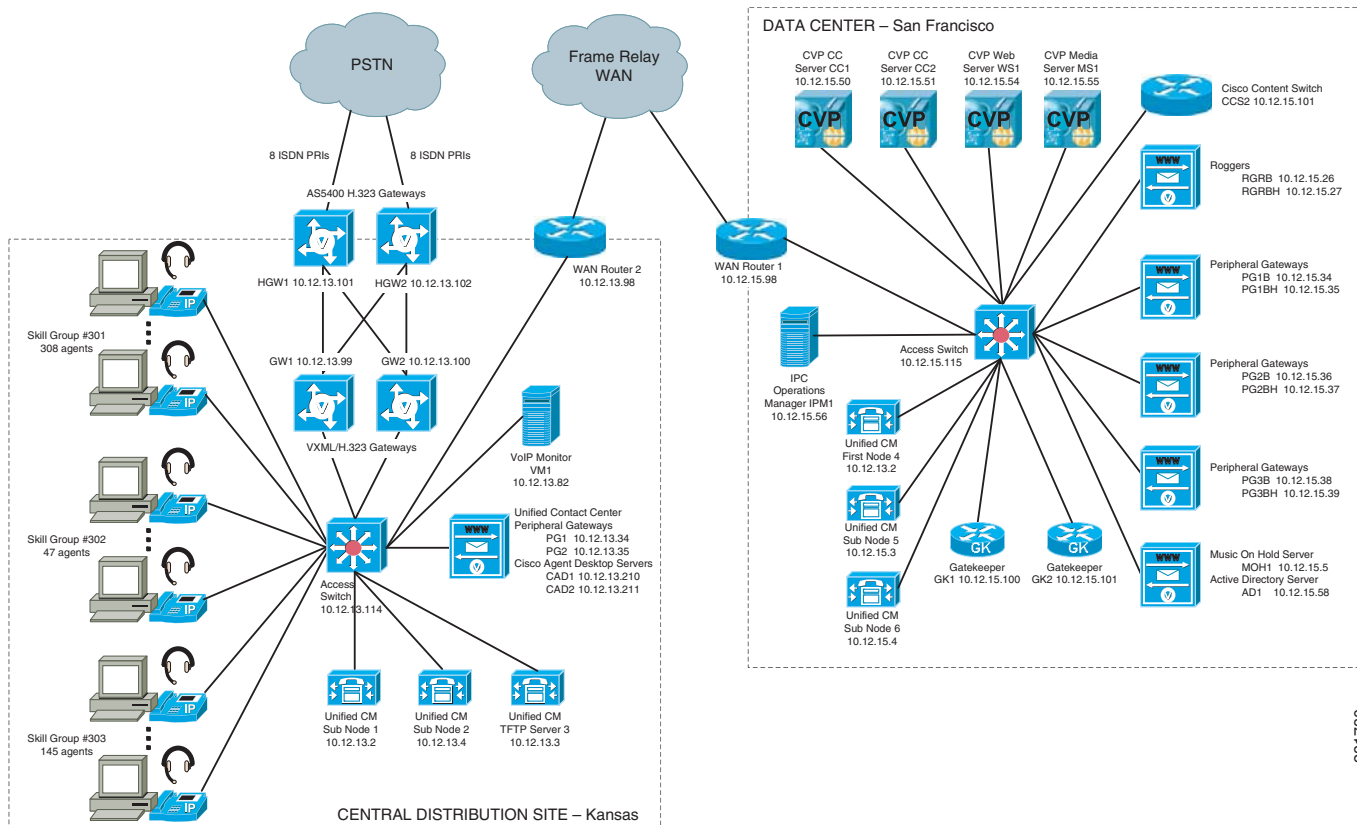 PSTN
Frame Relay
WAN
8 ISDN PRIs
8 ISDN PRIs
AS5400 H.323 Gateways
V
V
HGW1 10.12.13.101
HGW2 10.12.13.102
GW1 10.12.13.99
GW2 10.12.13.100
V
V
VXML/H.323 Gateways
WAN Router 2
10.12.13.98
WAN Router 1
10.12.15.98
IP
Skill Group #301
308 agents
IP
IP
Skill Group #302
47 agents
IP
IP
Skill Group #303
145 agents
IP
VoIP Monitor
VM1
10.12.13.82
WWW
V
Unified Contact Center
Peripheral Gateways
PG1 10.12.13.34
PG2 10.12.13.35
Cisco Agent Desktop Servers
CAD1 10.12.13.210
CAD2 10.12.13.211
Access
Switch
10.12.13.114
Unified CM
Sub Node 1
10.12.13.2
Unified CM
Sub Node 2
10.12.13.4
Unified CM
TFTP Server 3
10.12.13.3
CENTRAL DISTRIBUTION SITE – Kansas
DATA CENTER – San Francisco
CVP CC
Server CC1
10.12.15.50
CVP
CVP CC
Server CC2
10.12.15.51
CVP
CVP Web
Server WS1
10.12.15.54
CVP
CVP Media
Server MS1
10.12.15.55
CVP
Cisco Content Switch
CCS2 10.12.15.101
WWW
V
Roggers
RGRB 10.12.15.26
RGRBH 10.12.15.27
WWW
V
Peripheral Gateways
PG1B 10.12.15.34
PG1BH 10.12.15.35
WWW
V
Peripheral Gateways
PG2B 10.12.15.36
PG2BH 10.12.15.37
WWW
V
Peripheral Gateways
PG3B 10.12.15.38
PG3BH 10.12.15.39
WWW
V
Music On Hold Server
MOH1 10.12.15.5
Active Directory Server
AD1 10.12.15.58
Access Switch
10.12.15.115
IPC
Operations
Manager IPM1
10.12.15.56
Unified CM
First Node 4
10.12.13.2
Unified CM
Sub Node 5
10.12.15.3
Unified CM
Sub Node 6
10.12.15.4
GK
Gatekeeper
GK1 10.12.15.100
GK
Gatekeeper
GK2 10.12.15.101